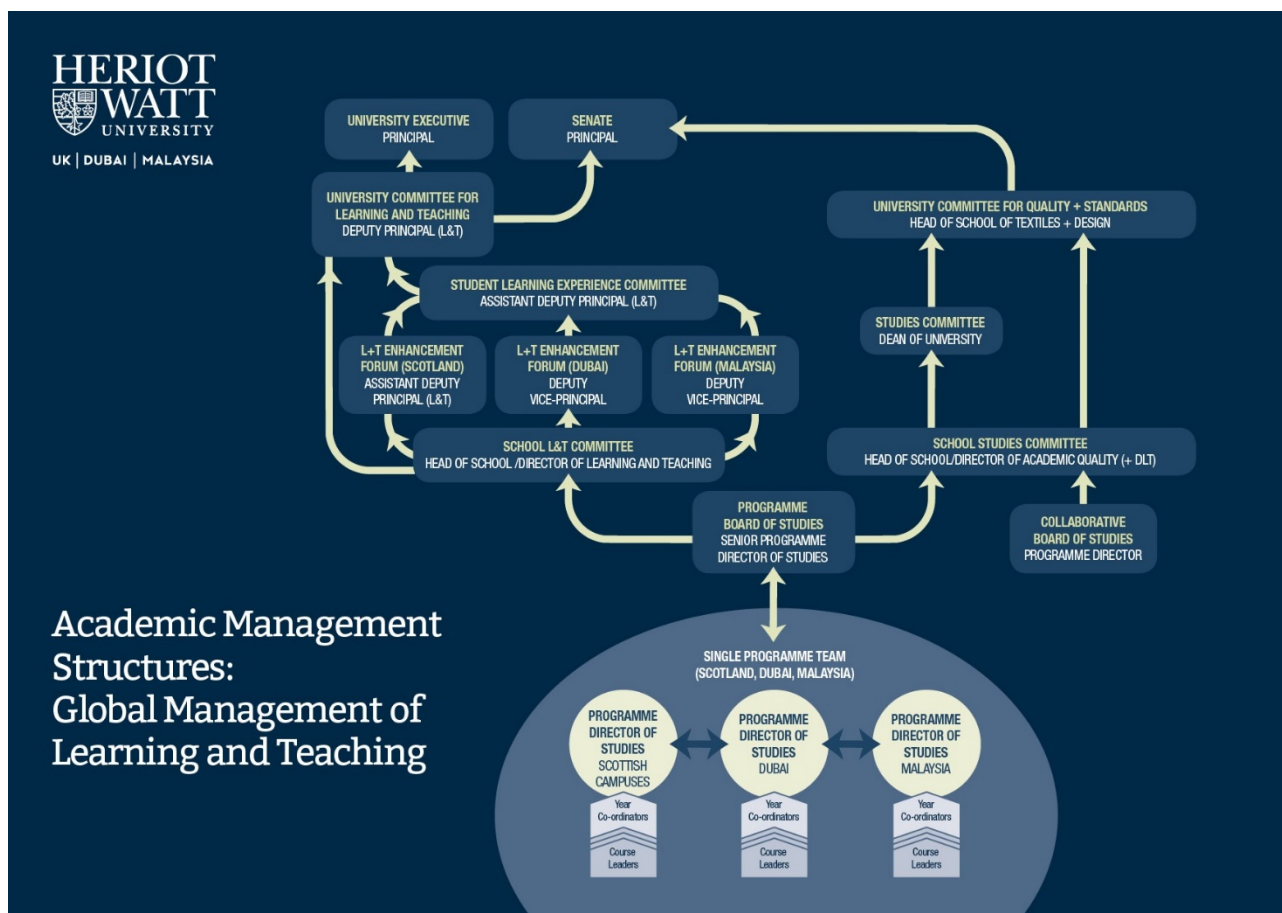 HERIOT
WATT
UNIVERSITY
UK | DUBAI | MALAYSIA
UNIVERSITY EXECUTIVE
PRINCIPAL
SENATE
PRINCIPAL
UNIVERSITY COMMITTEE FOR
LEARNING AND TEACHING
DEPUTY PRINCIPAL (L&T)
UNIVERSITY COMMITTEE FOR QUALITY + STANDARDS
HEAD OF SCHOOL OF TEXTILES + DESIGN
STUDENT LEARNING EXPERIENCE COMMITTEE
ASSISTANT DEPUTY PRINCIPAL (L&T)
STUDIES COMMITTEE
DEAN OF UNIVERSITY
L+T ENHANCEMENT
FORUM (SCOTLAND)
ASSISTANT DEPUTY
PRINCIPAL (L&T)
L+T ENHANCEMENT
FORUM (DUBAI)
DEPUTY
VICE-PRINCIPAL
L+T ENHANCEMENT
FORUM (MALAYSIA)
DEPUTY
VICE-PRINCIPAL
SCHOOL L&T COMMITTEE
HEAD OF SCHOOL /DIRECTOR OF LEARNING AND TEACHING
SCHOOL STUDIES COMMITTEE
HEAD OF SCHOOL/DIRECTOR OF ACADEMIC QUALITY (+ DLT)
PROGRAMME
BOARD OF STUDIES
SENIOR PROGRAMME
DIRECTOR OF STUDIES
COLLABORATIVE
BOARD OF STUDIES
PROGRAMME DIRECTOR
Academic Management
Structures:
Global Management of
Learning and Teaching
SINGLE PROGRAMME TEAM
(SCOTLAND, DUBAI, MALAYSIA)
PROGRAMME
DIRECTOR OF
STUDIES
SCOTTISH
CAMPUSES
Year
Co-ordinators
Course
Leaders
PROGRAMME
DIRECTOR OF
STUDIES
DUBAI
Year
Co-ordinators
Course
Leaders
PROGRAMME
DIRECTOR OF
STUDIES
MALAYSIA
Year
Co-ordinators
Course
Leaders